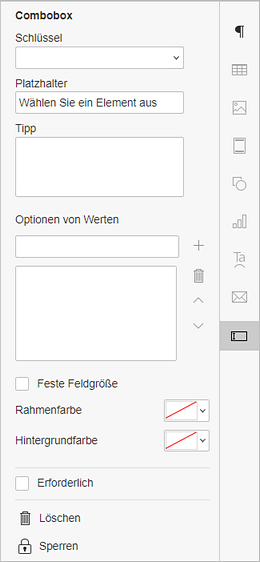 Combobox
Schlüssel
Platzhalter
Wählen Sie ein Element aus
Tipp
Optionen von Werten
Feste Feldgröße
Rahmenfarbe
Hintergrundfarbe
Erforderlich
Löschen
Sperren
Ta